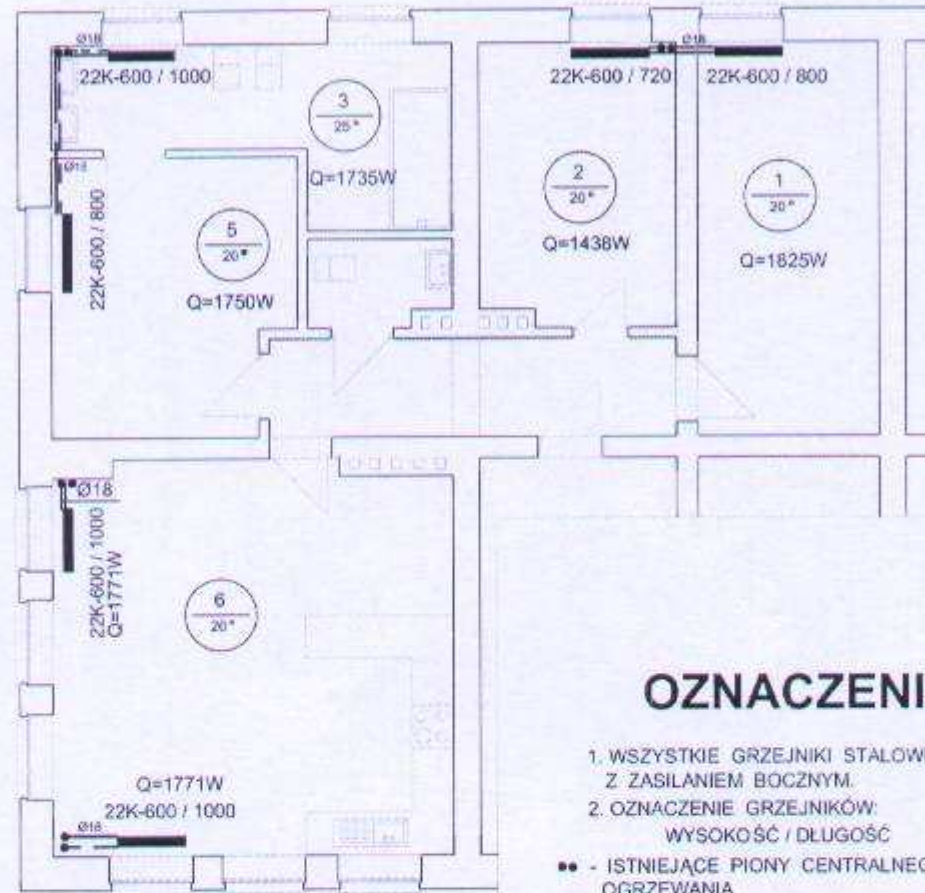 Ø18
22K-600 / 1000
3
25°
Q=1735W
22K-600 / 720
Ø18
22K-600 / 800
2
20°
Q=1438W
1
20°
Q=1825W
Ø18
22K-600 / 800
5
20°
Q=1750W
Ø18
22K-600 / 1000
Q=1771W
6
20°
Q=1771W
22K-600 / 1000
Ø18
OZNACZENI
1. WSZYSTKIE GRZEJNIKI STALOW
Z ZASILANIEM BOCZNYM.
2. OZNACZENIE GRZEJNIKÓW:
WYSOKOŚĆ / DŁUGOŚĆ
•• - ISTNIEJĄCE PIONY CENTRALNEG
OGRZEWANIA